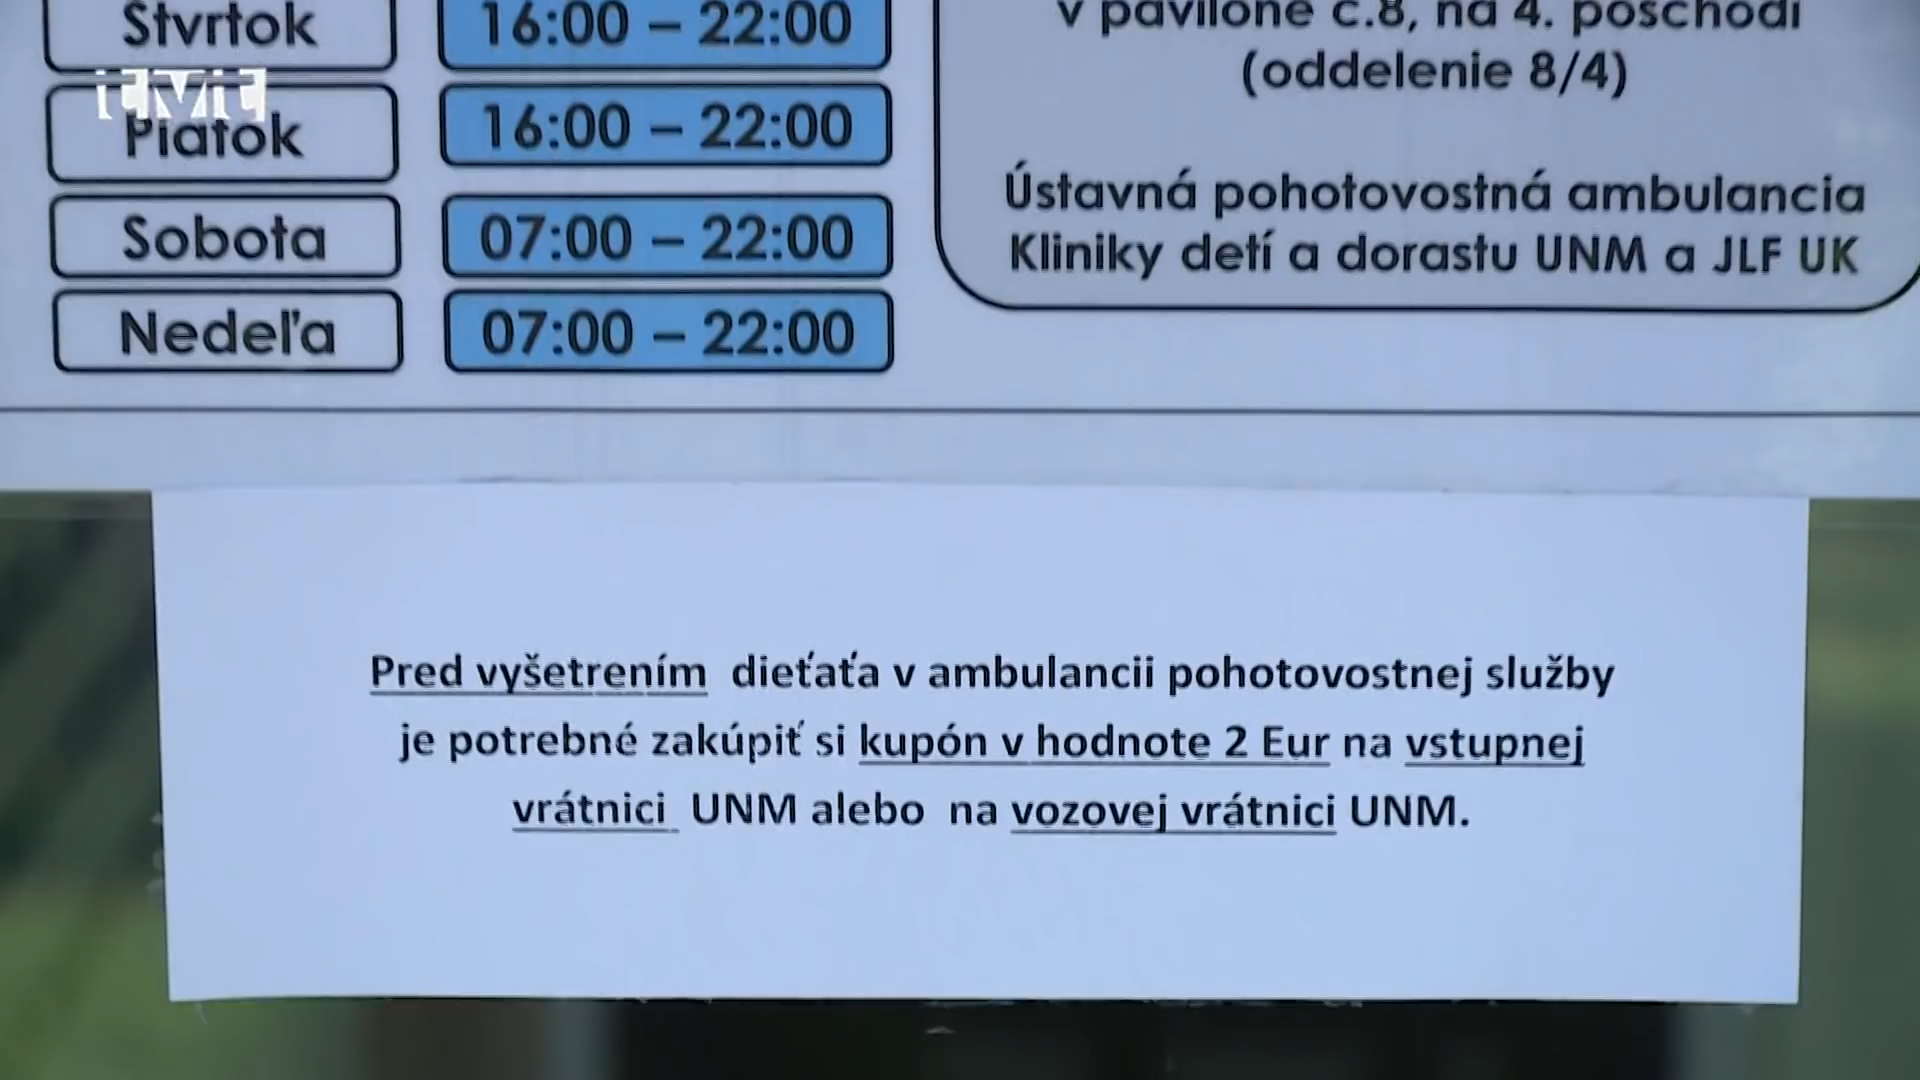 Štvrtok 16:00 – 22:00
Piatok 16:00 – 22:00
Sobota 07:00 – 22:00
Nedeľa 07:00 – 22:00
v pavilóne č.8, na 4. poschodí
(oddelenie 8/4)
Ústavná pohotovostná ambulancia
Kliniky detí a dorastu UNM a JLF UK
Pred vyšetrením dieťaťa v ambulancii pohotovostnej služby
je potrebné zakúpiť si kupón v hodnote 2 Eur na vstupnej
vrátnici UNM alebo na vozovej vrátnici UNM.